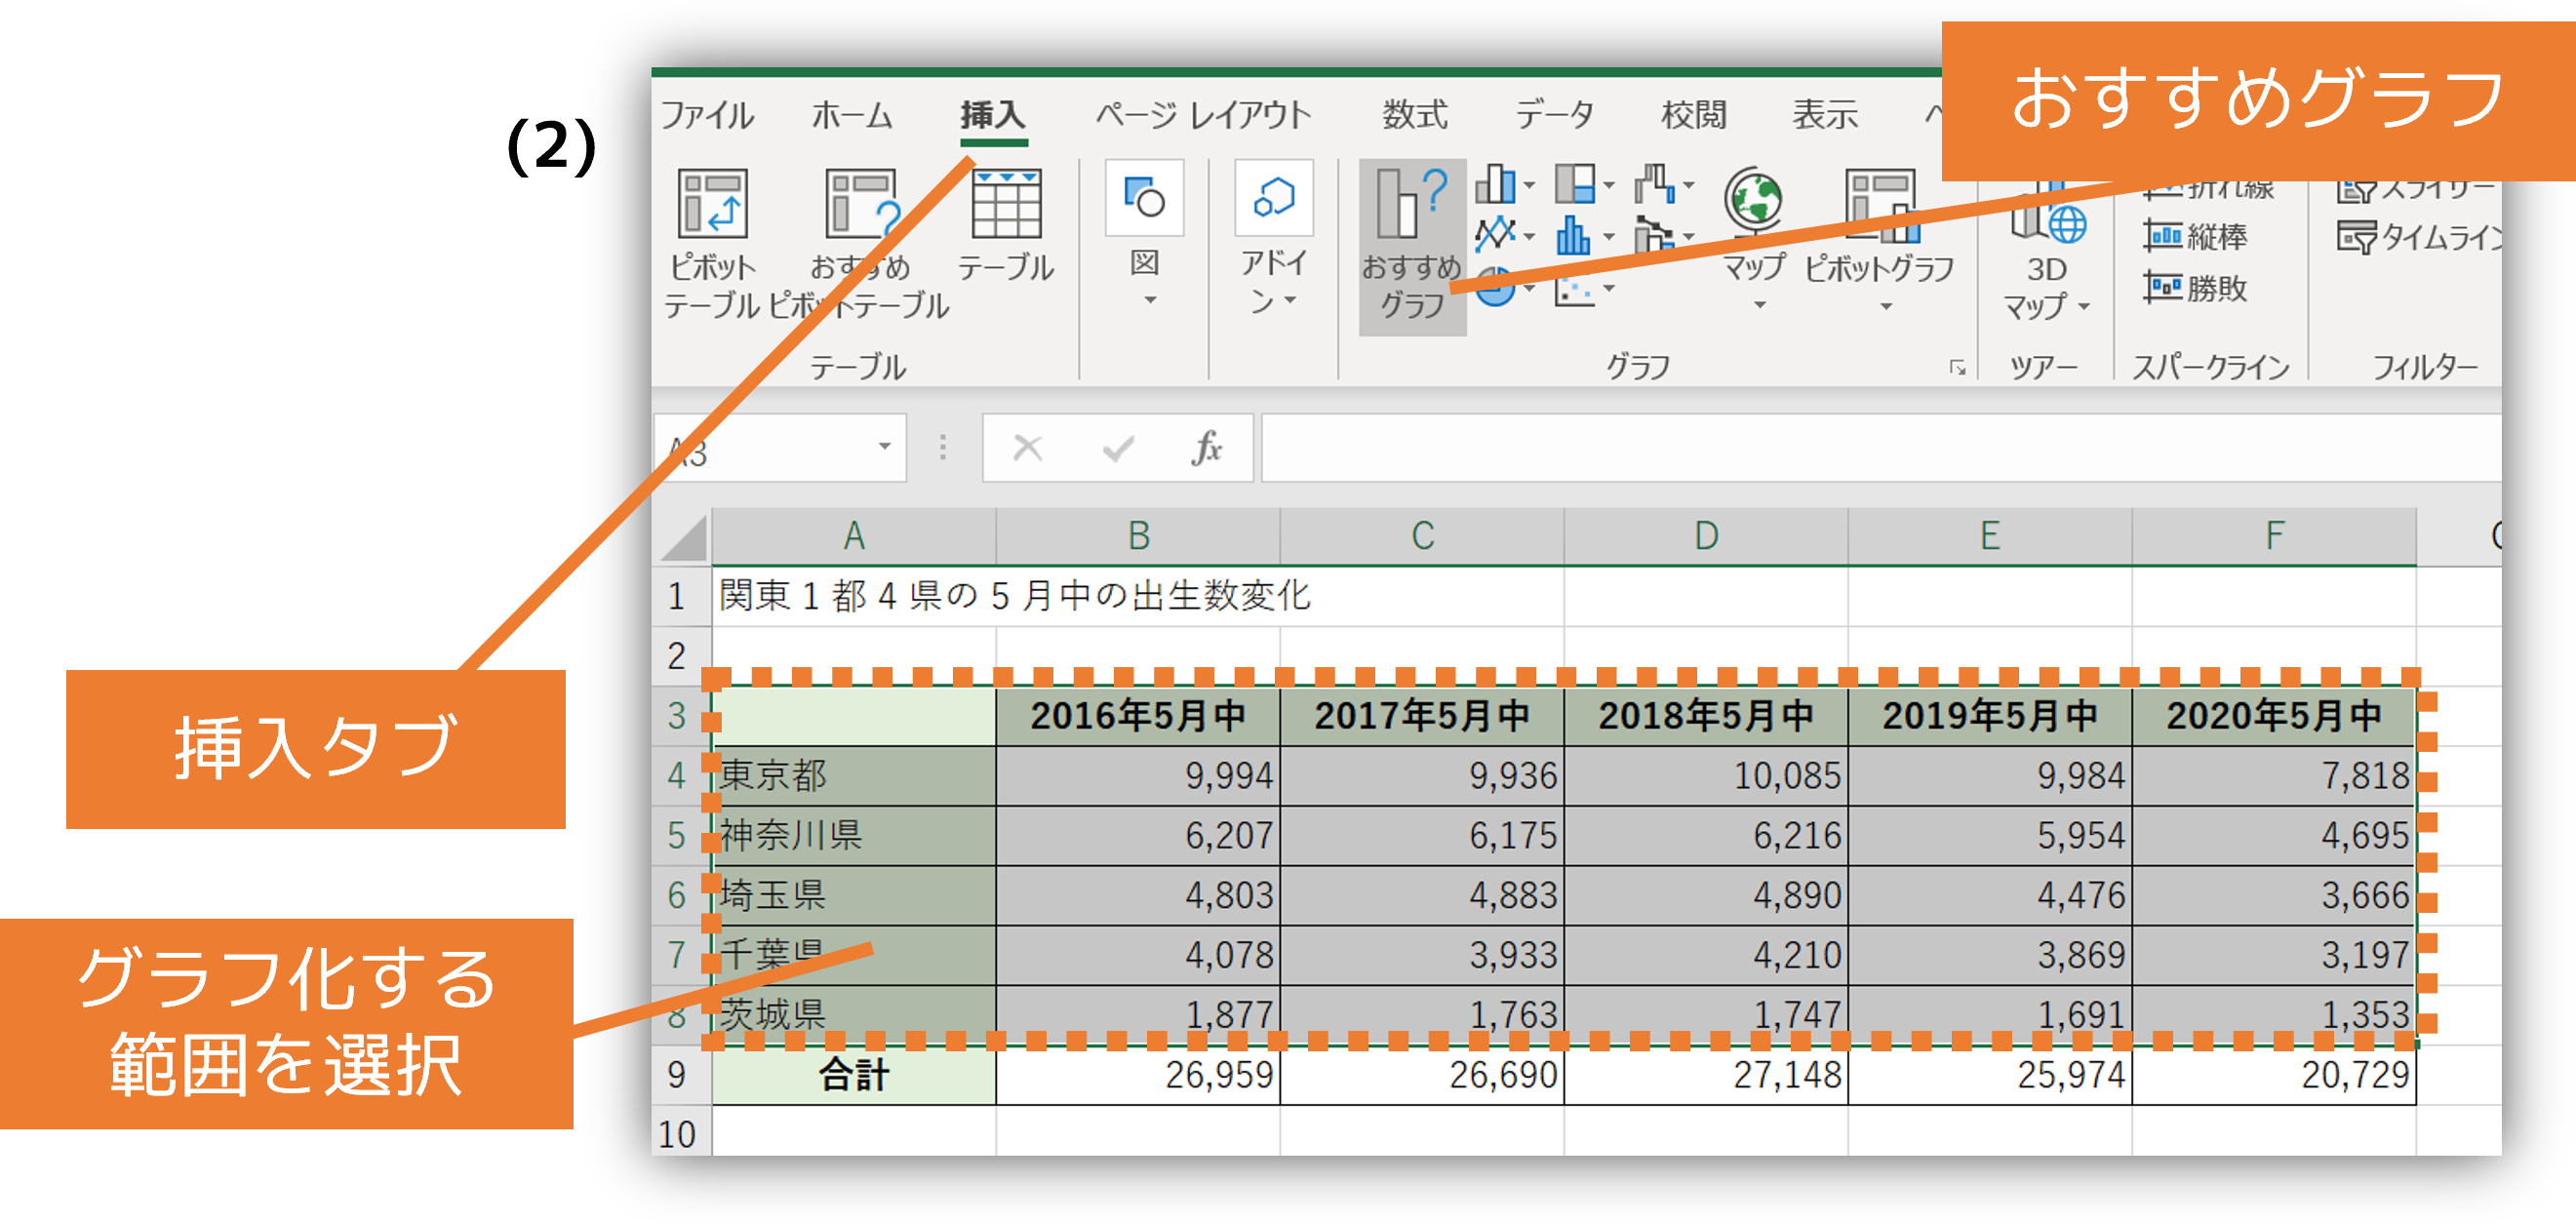 (2)
おすすめグラフ
ファイル ホーム 挿入 ページ レイアウト 数式 データ 校閲 表示
ピボット
テーブル
おすすめ
ピボットテーブル
テーブル
図
アドイ
ン
おすすめ
グラフ
マップ
ピボットグラフ
3D
マップ
折れ線
縦棒
勝敗
スライサー
タイムライン
テーブル グラフ ツアー スパークライン フィルター
A3 fx
A B C D E F
1 関東1都4県の5月中の出生数変化
2
挿入タブ
3 2016年5月中 2017年5月中 2018年5月中 2019年5月中 2020年5月中
4 東京都 9,994 9,936 10,085 9,984 7,818
5 神奈川県 6,207 6,175 6,216 5,954 4,695
6 埼玉県 4,803 4,883 4,890 4,476 3,666
7 千葉県 4,078 3,933 4,210 3,869 3,197
8 茨城県 1,877 1,763 1,747 1,691 1,353
9 合計 26,959 26,690 27,148 25,974 20,729
10
グラフ化する
範囲を選択